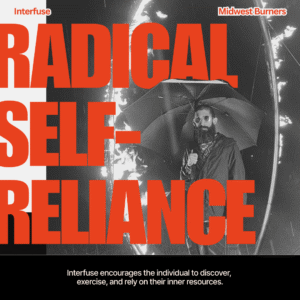 Interfuse
Midwest Burners
RADICAL
SELF-
RELIANCE
Interfuse encourages the individual to discover,
exercise, and rely on their inner resources.